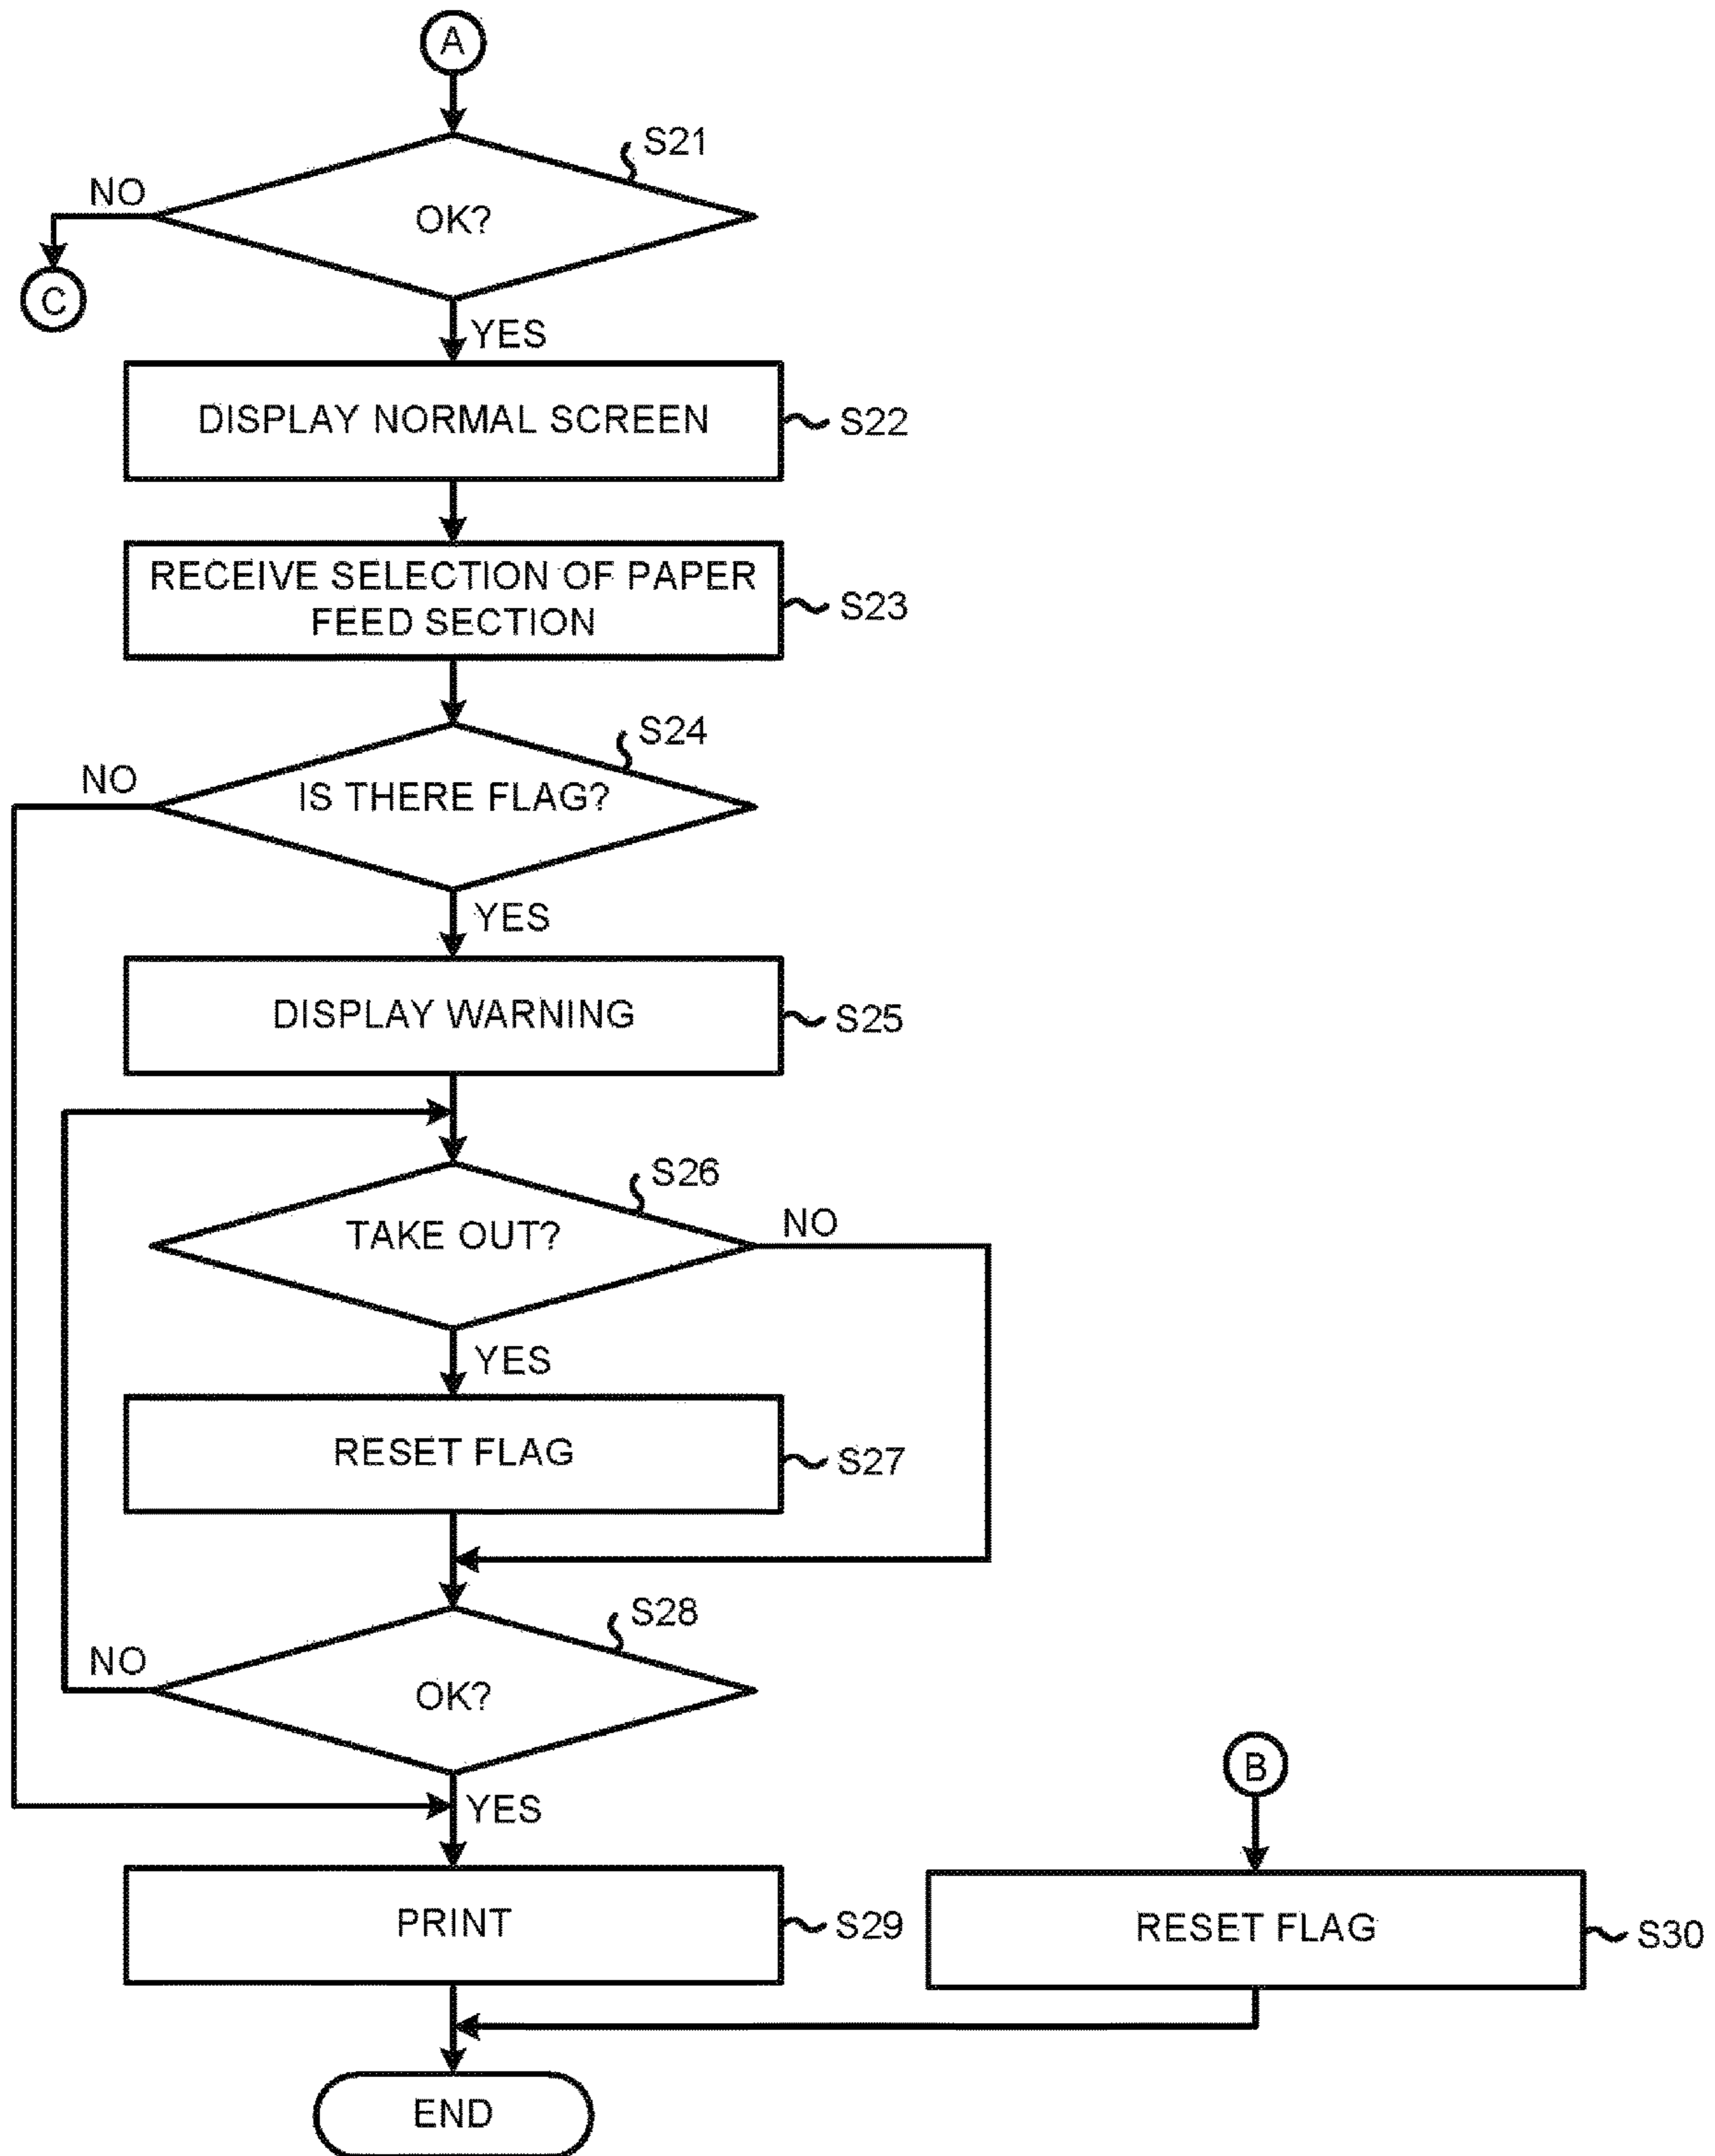 A
S21
NO
OK?
C
YES
DISPLAY NORMAL SCREEN
S22
RECEIVE SELECTION OF PAPER
FEED SECTION
S23
S24
NO
IS THERE FLAG?
YES
DISPLAY WARNING
S25
S26
NO
TAKE OUT?
YES
RESET FLAG
S27
S28
NO
OK?
B
YES
PRINT
S29
RESET FLAG
S30
END